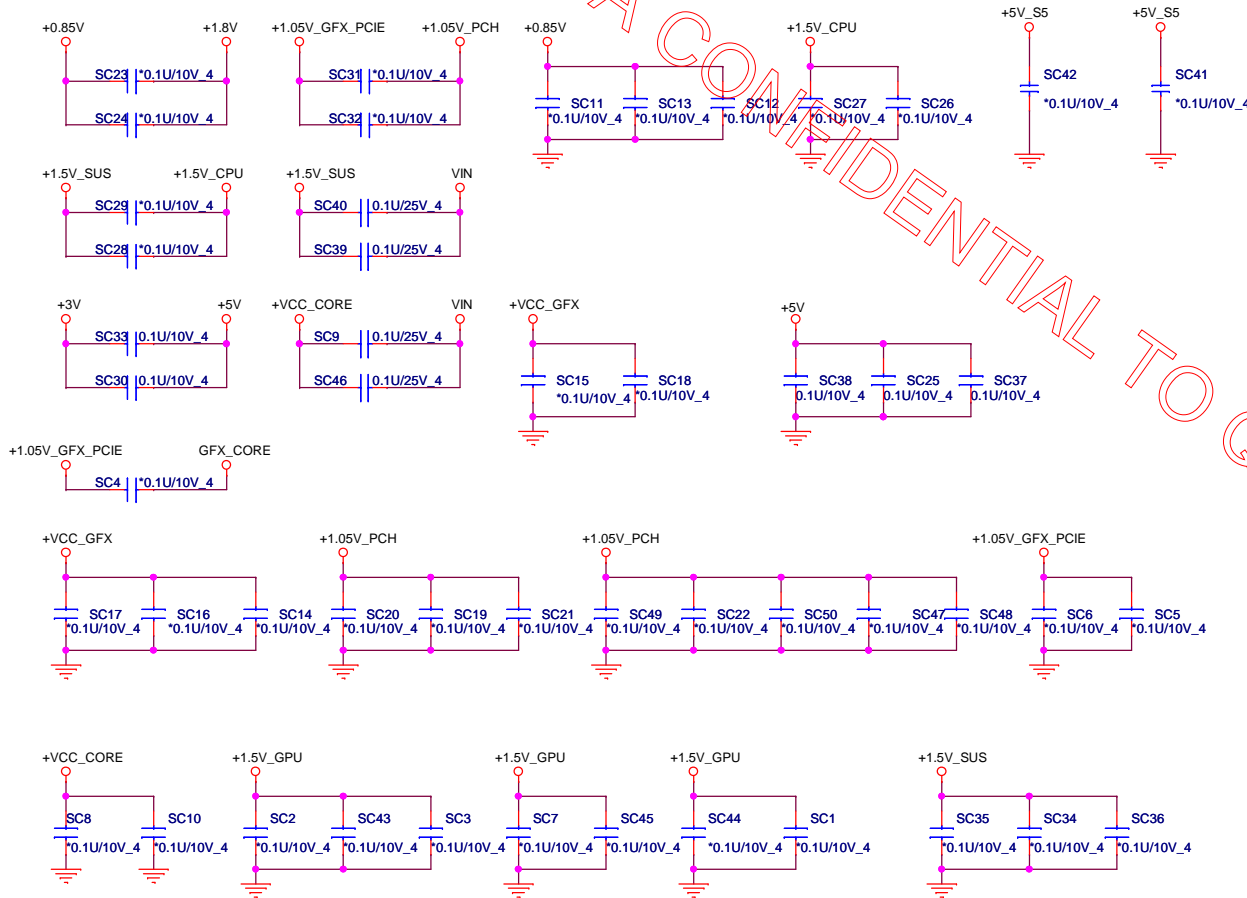 +0.85V +1.8V +1.05V_GFX_PCIE +1.05V_PCH +0.85V +1.5V_CPU +5V_S5 +5V_S5
SC23 *0.1U/10V_4 SC31 *0.1U/10V_4 SC42 SC41
*0.1U/10V_4 *0.1U/10V_4
SC24 *0.1U/10V_4 SC32 *0.1U/10V_4 SC11 SC13 SC12 SC27 SC26
*0.1U/10V_4 *0.1U/10V_4 *0.1U/10V_4 *0.1U/10V_4 *0.1U/10V_4
A CONFIDENTIAL TO Q
+1.5V_SUS +1.5V_CPU +1.5V_SUS VIN
SC29 *0.1U/10V_4 SC40 0.1U/25V_4
SC28 *0.1U/10V_4 SC39 0.1U/25V_4
+3V +5V +VCC_CORE VIN +VCC_GFX +5V
SC33 0.1U/10V_4 SC9 0.1U/25V_4
SC30 0.1U/10V_4 SC46 0.1U/25V_4 SC15 SC18 SC38 SC25 SC37
*0.1U/10V_4 *0.1U/10V_4 0.1U/10V_4 0.1U/10V_4 0.1U/10V_4
+1.05V_GFX_PCIE GFX_CORE
SC4 *0.1U/10V_4
+VCC_GFX +1.05V_PCH +1.05V_PCH +1.05V_GFX_PCIE
SC17 SC16 SC14 SC20 SC19 SC21 SC49 SC22 SC50 SC47 SC48 SC6 SC5
*0.1U/10V_4 *0.1U/10V_4 *0.1U/10V_4 *0.1U/10V_4 *0.1U/10V_4 *0.1U/10V_4 *0.1U/10V_4 *0.1U/10V_4 *0.1U/10V_4 *0.1U/10V_4 *0.1U/10V_4 *0.1U/10V_4 *0.1U/10V_4
+VCC_CORE +1.5V_GPU +1.5V_GPU +1.5V_GPU +1.5V_SUS
SC8 SC10 SC2 SC43 SC3 SC7 SC45 SC44 SC1 SC35 SC34 SC36
*0.1U/10V_4 *0.1U/10V_4 *0.1U/10V_4 *0.1U/10V_4 *0.1U/10V_4 *0.1U/10V_4 *0.1U/10V_4 *0.1U/10V_4 *0.1U/10V_4 *0.1U/10V_4 *0.1U/10V_4 *0.1U/10V_4